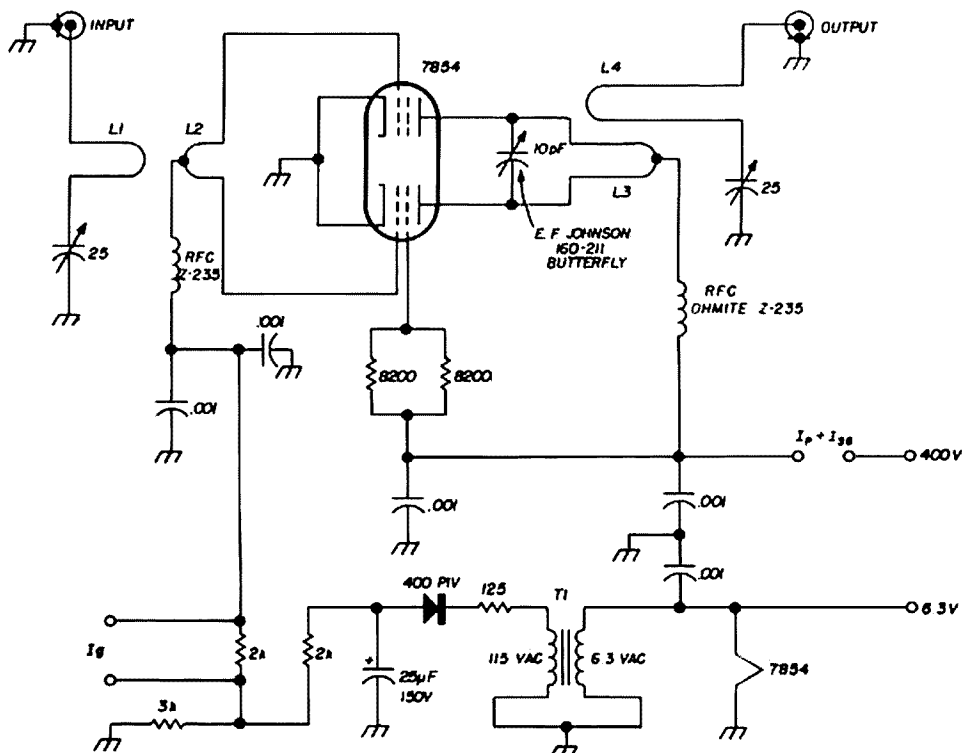 INPUT
OUTPUT
7854
L4
L1
L2
10pF
L3
25
25
E. F JOHNSON
160-211
BUTTERFLY
RFC
Z-235
RFC
OHMITE Z-235
.001
8200
8200
.001
Ip + Isg
400V
.001
.001
.001
400 PIV
125
T1
6.3V
Ig
2k
2k
25µF
150V
115 VAC
6.3 VAC
7854
3k